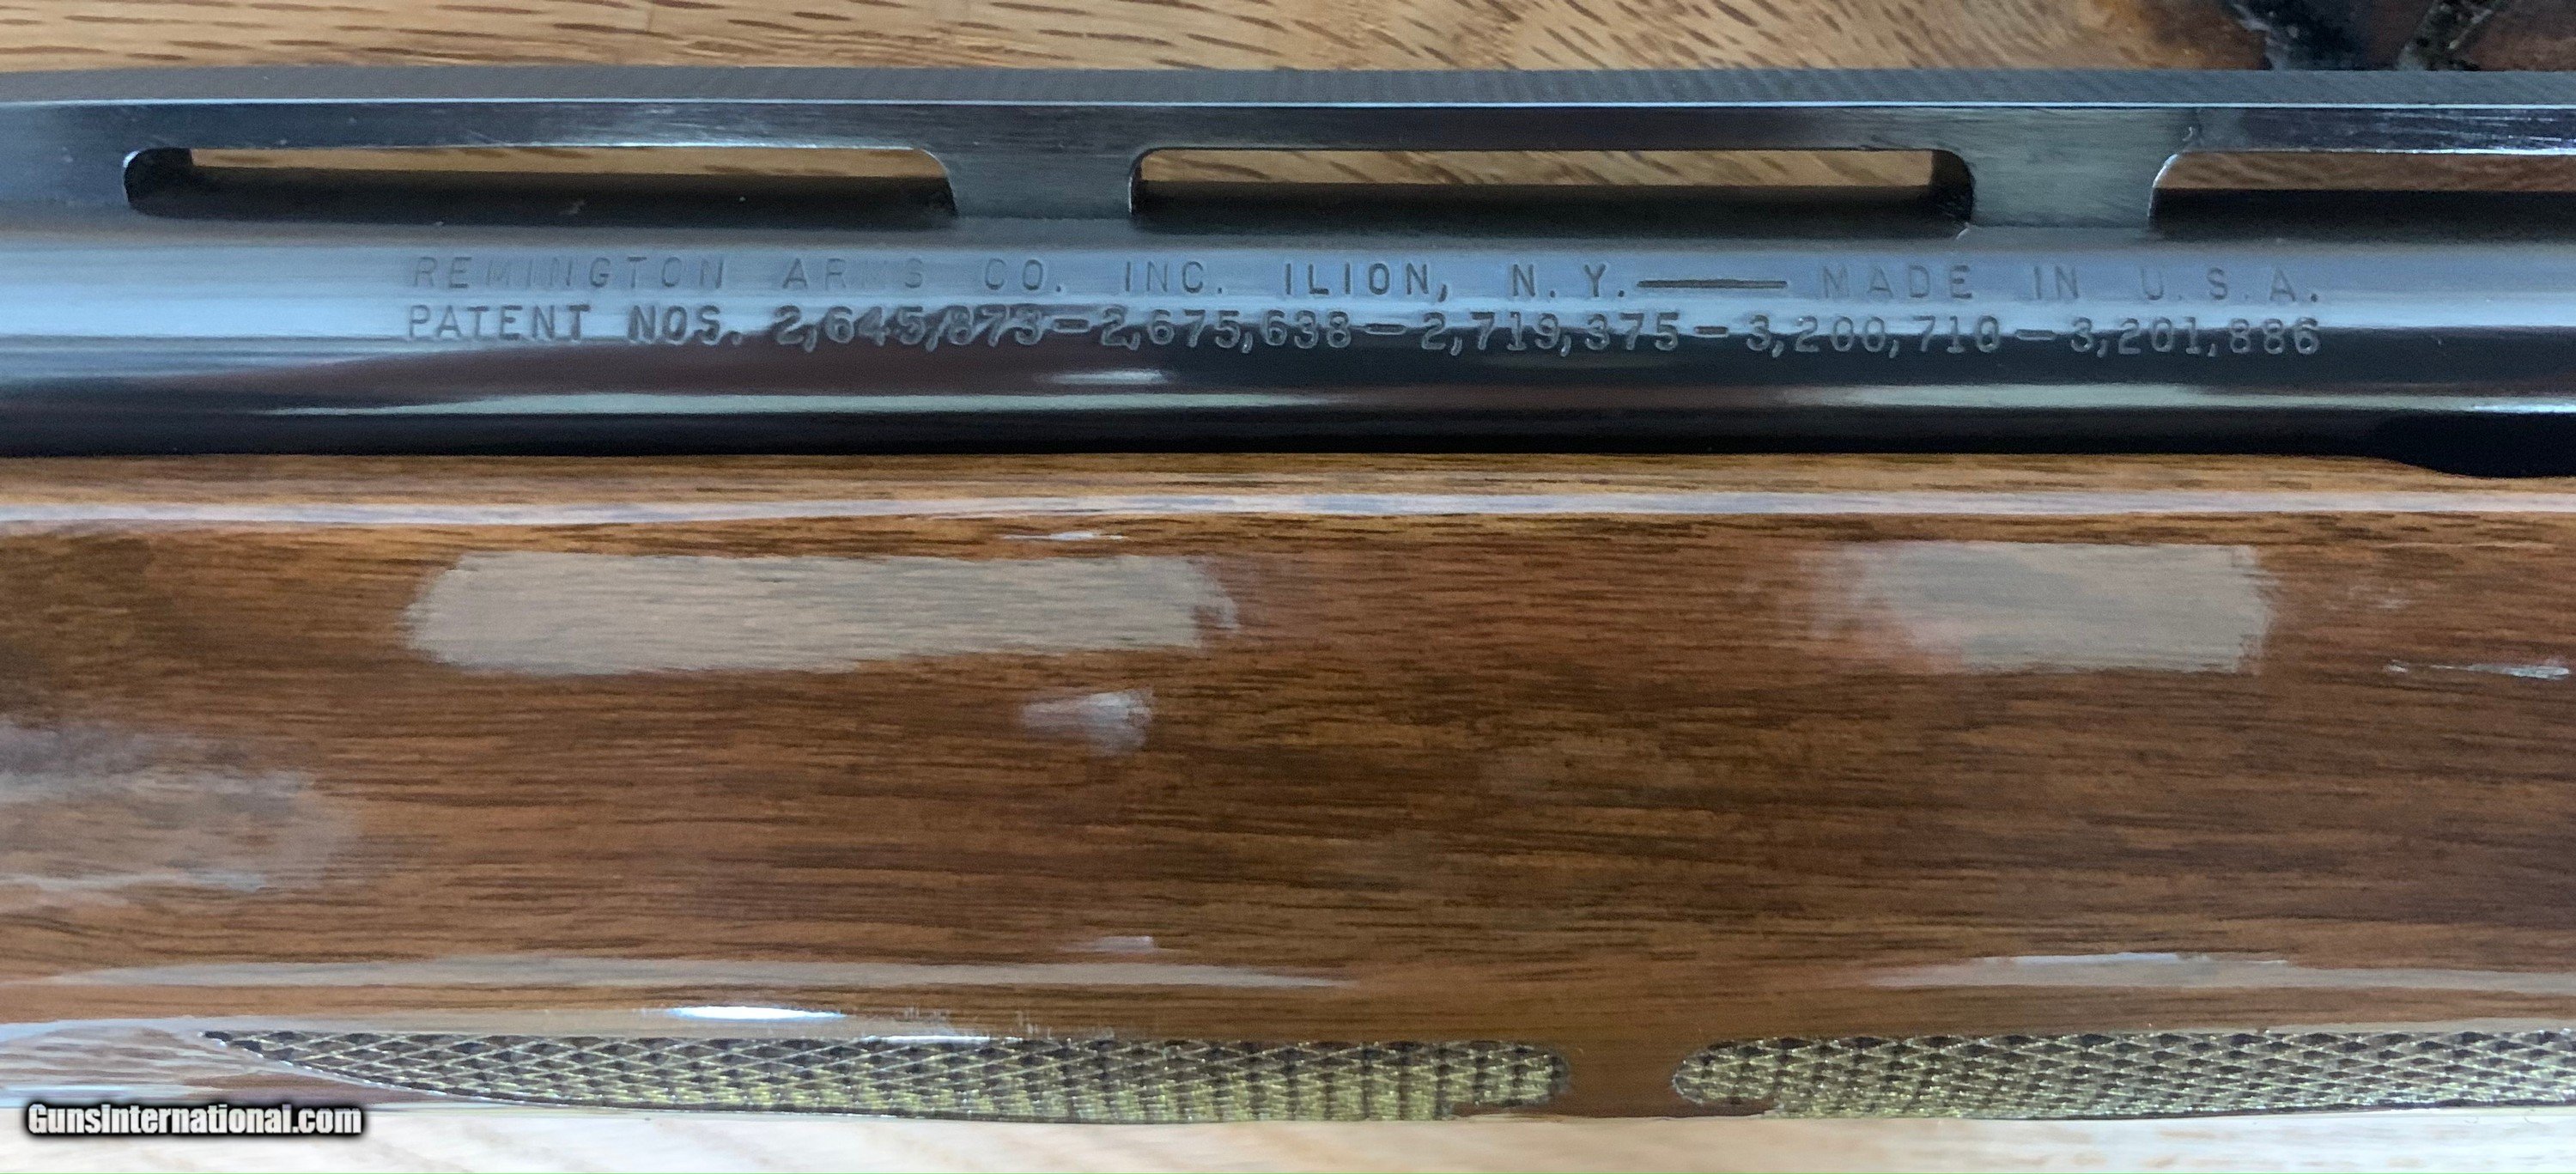 REMINGTON ARMS CO. INC. ILION, N.Y.—MADE IN U.S.A.
PATENT NOS. 2,645,873-2,675,638-2,719,375-3,200,710-3,201,886
GunsInternational.com